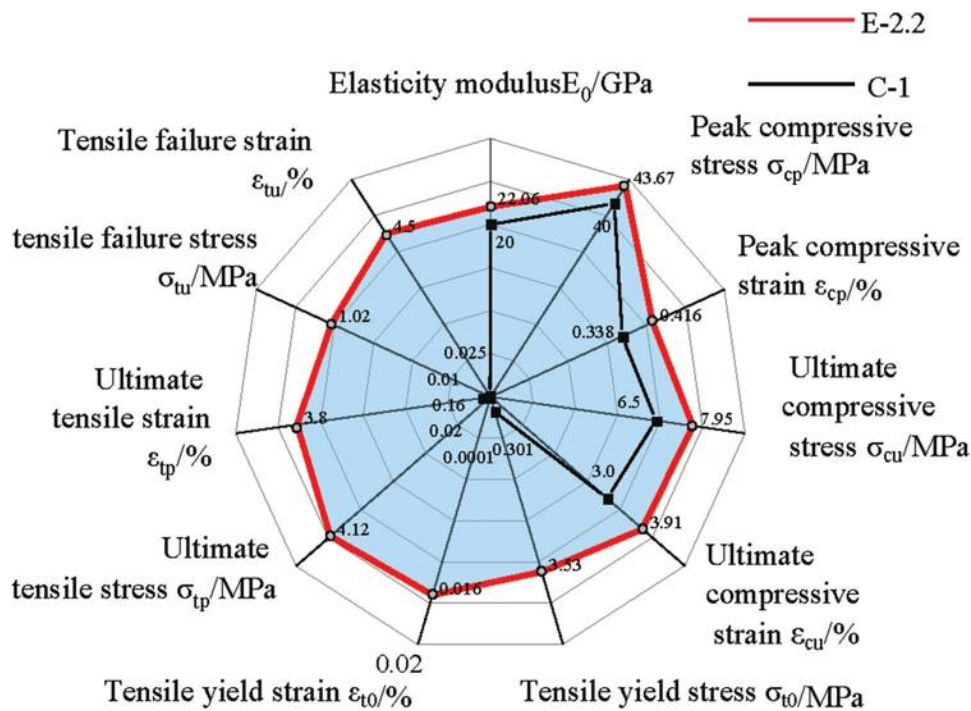 E-2.2
C-1
Elasticity modulusE₀/GPa
Peak compressive
stress σcp/MPa
Tensile failure strain
εtu/%
43.67
22.06
40
20
4.5
tensile failure stress
σtu/MPa
Peak compressive
strain εcp/%
1.02
0.416
0.338
0.025
0.01
0.16
0.02
0.0001
0.301
Ultimate
tensile strain
εtp/%
3.8
6.5
7.95
Ultimate
compressive
stress σcu/MPa
3.0
3.91
4.12
3.53
0.016
Ultimate
tensile stress σtp/MPa
Ultimate
compressive
strain εcu/%
0.02
Tensile yield strain εt0/%
Tensile yield stress σt0/MPa